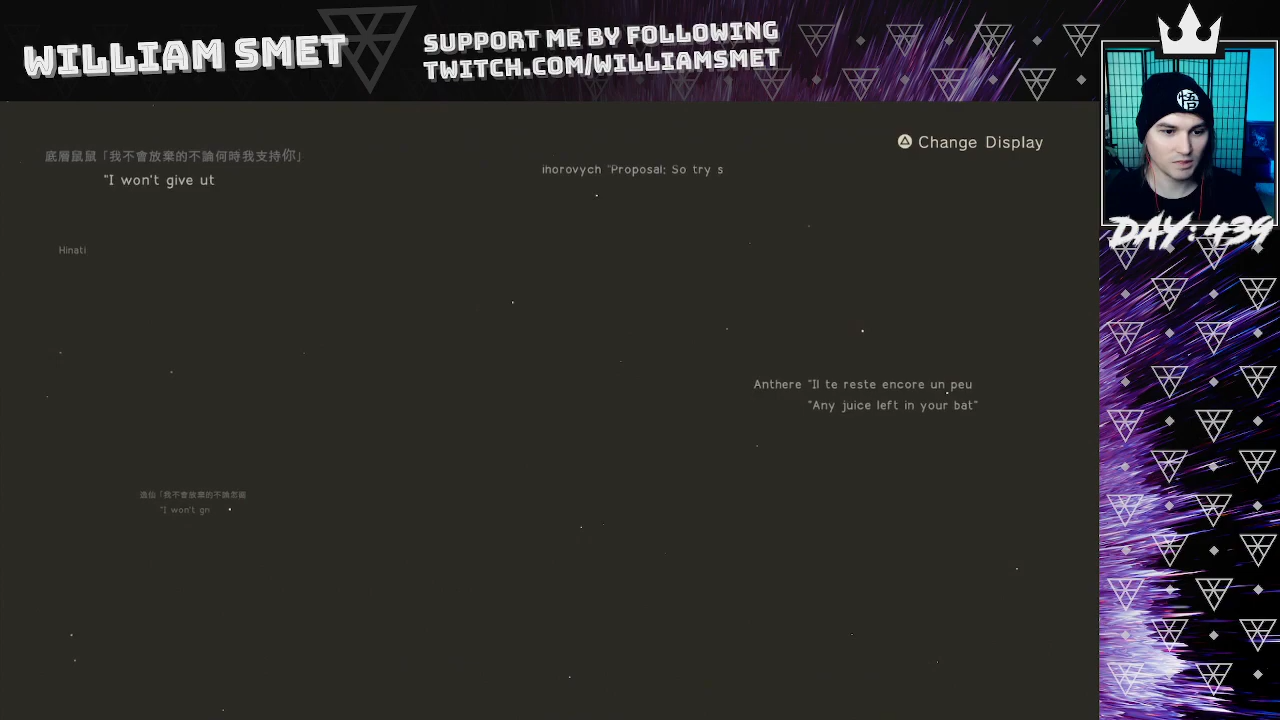 WILLIAM SMET
SUPPORT ME BY FOLLOWING
TWITCH.COM/WILLIAMSMET
Change Display
底層鼠鼠「我不會放棄的不論何時我支持你」
"I won't give ut
ihorovych "Proposal: So try s
Hinati
Anthere "Il te reste encore un peu
"Any juice left in your bat"
"I won't gn
DAY:439